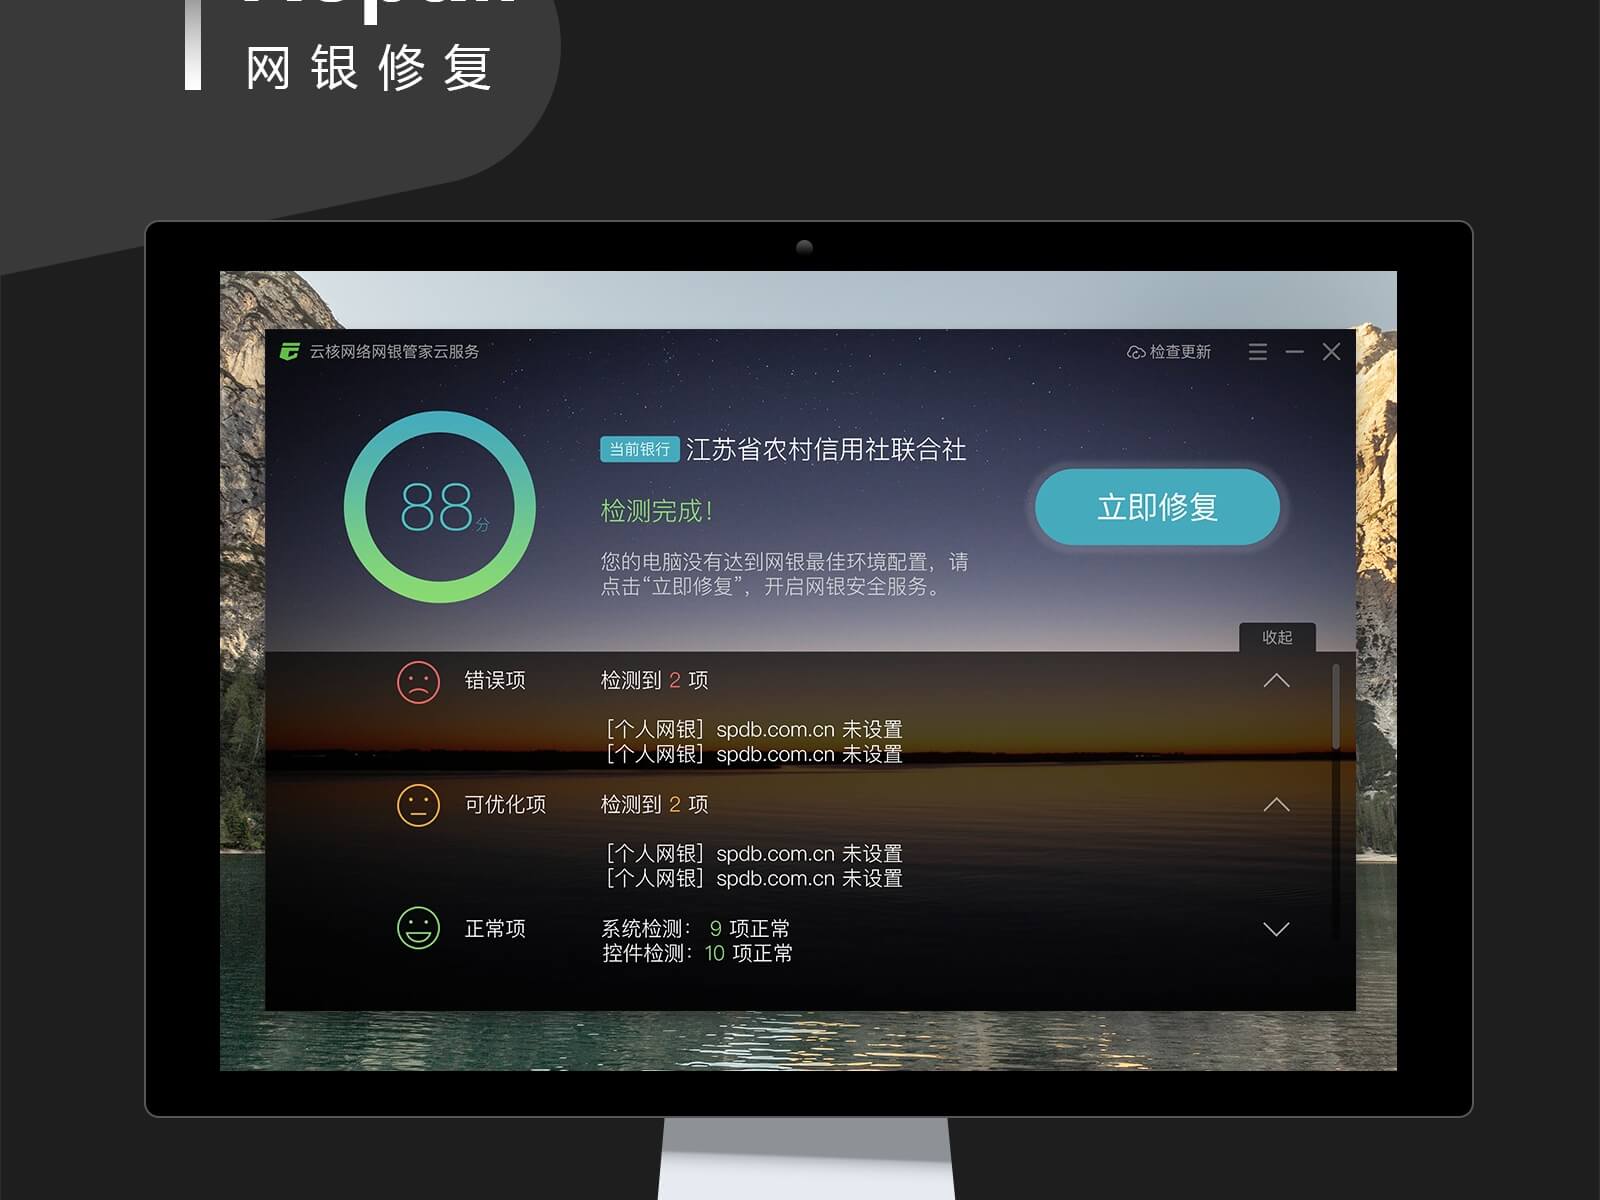 网银修复
云核网络网银管家云服务
检查更新
88分
当前银行 江苏省农村信用社联合社
检测完成！
您的电脑没有达到网银最佳环境配置，请
点击“立即修复”，开启网银安全服务。
立即修复
收起
错误项 检测到 2 项
[个人网银] spdb.com.cn 未设置
[个人网银] spdb.com.cn 未设置
可优化项 检测到 2 项
[个人网银] spdb.com.cn 未设置
[个人网银] spdb.com.cn 未设置
正常项 系统检测： 9 项正常
控件检测：10 项正常